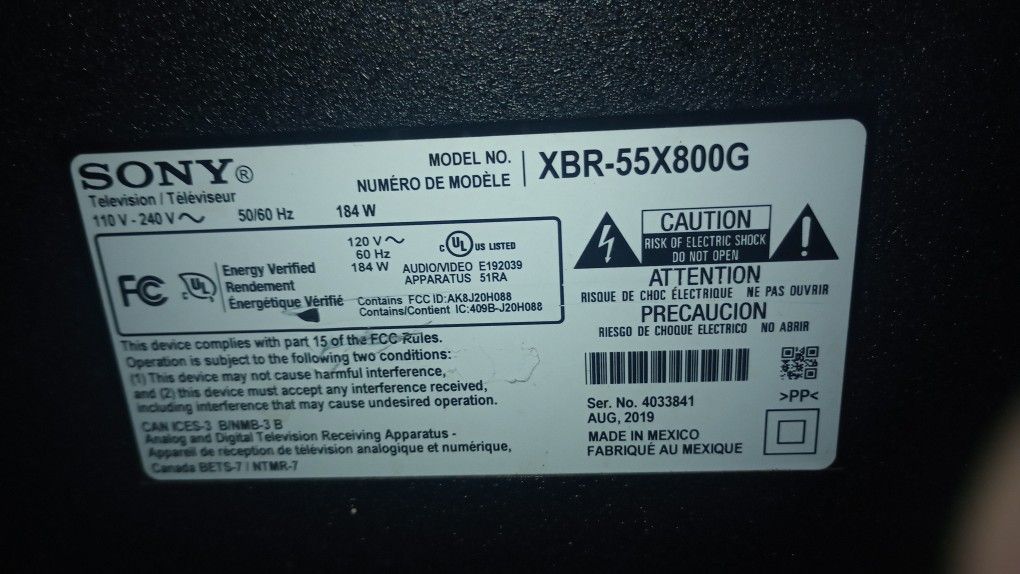 SONY®
MODEL NO.
NUMÉRO DE MODÈLE
XBR-55X800G
Television / Téléviseur
110 V - 240 V~ 50/60 Hz 184 W
FC
c UL
Energy Verified
Rendement
Énergétique Vérifié
120 V~
60 Hz
184 W
c UL US LISTED
AUDIO/VIDEO E192039
APPARATUS 51RA
Contains FCC ID:AK8J20H088
Contains/Contient IC:409B-J20H088
This device complies with part 15 of the FCC Rules.
Operation is subject to the following two conditions:
(1) This device may not cause harmful interference,
and (2) this device must accept any interference received,
including interference that may cause undesired operation.
CAN ICES-3 B/NMB-3 B
Analog and Digital Television Receiving Apparatus -
Appareil de réception de télévision analogique et numérique,
Canada BETS-7 / NTMR-7
CAUTION
RISK OF ELECTRIC SHOCK
DO NOT OPEN
ATTENTION
RISQUE DE CHOC ÉLECTRIQUE NE PAS OUVRIR
PRECAUCION
RIESGO DE CHOQUE ELECTRICO NO ABRIR
Ser. No. 4033841
AUG, 2019
MADE IN MEXICO
FABRIQUÉ AU MEXIQUE
>PP<